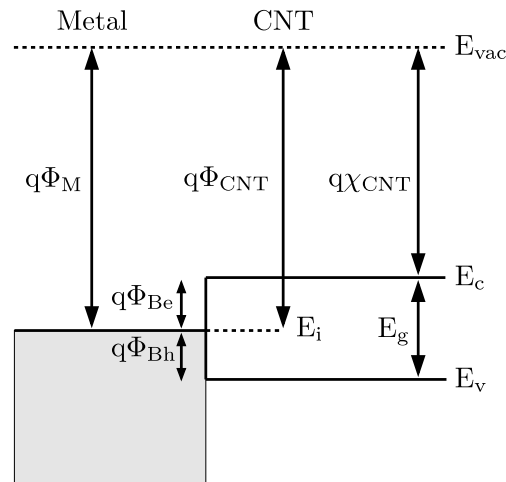 Metal CNT
E_vac
qΦ_M qΦ_CNT qχ_CNT
E_c
qΦ_Be
E_i E_g
qΦ_Bh
E_v